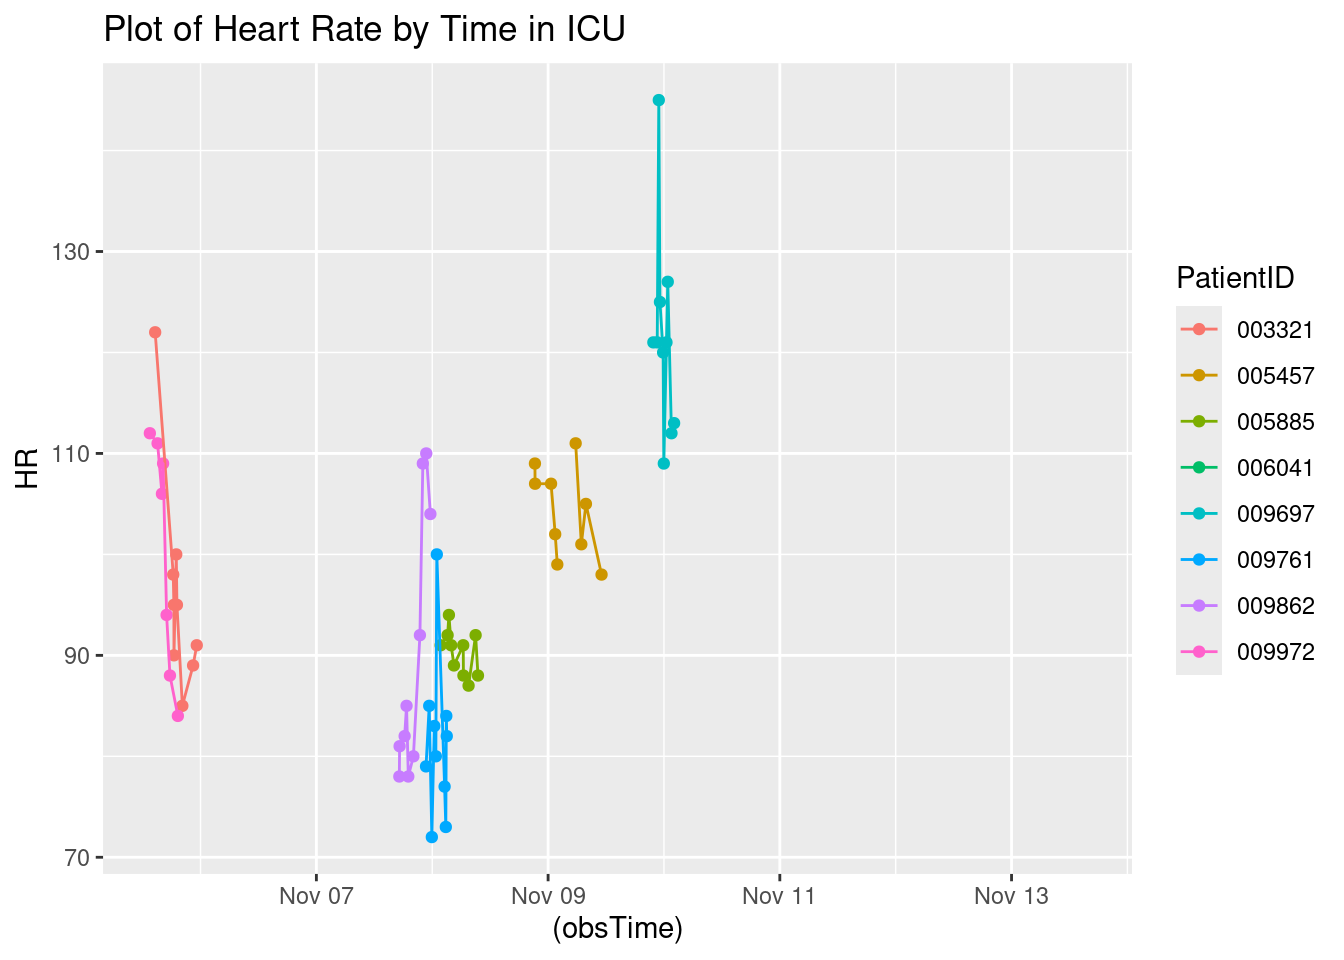 Plot of Heart Rate by Time in ICU
130
110
90
70
HR
Nov 07
Nov 09
Nov 11
Nov 13
(obsTime)
PatientID
003321
005457
005885
006041
009697
009761
009862
009972